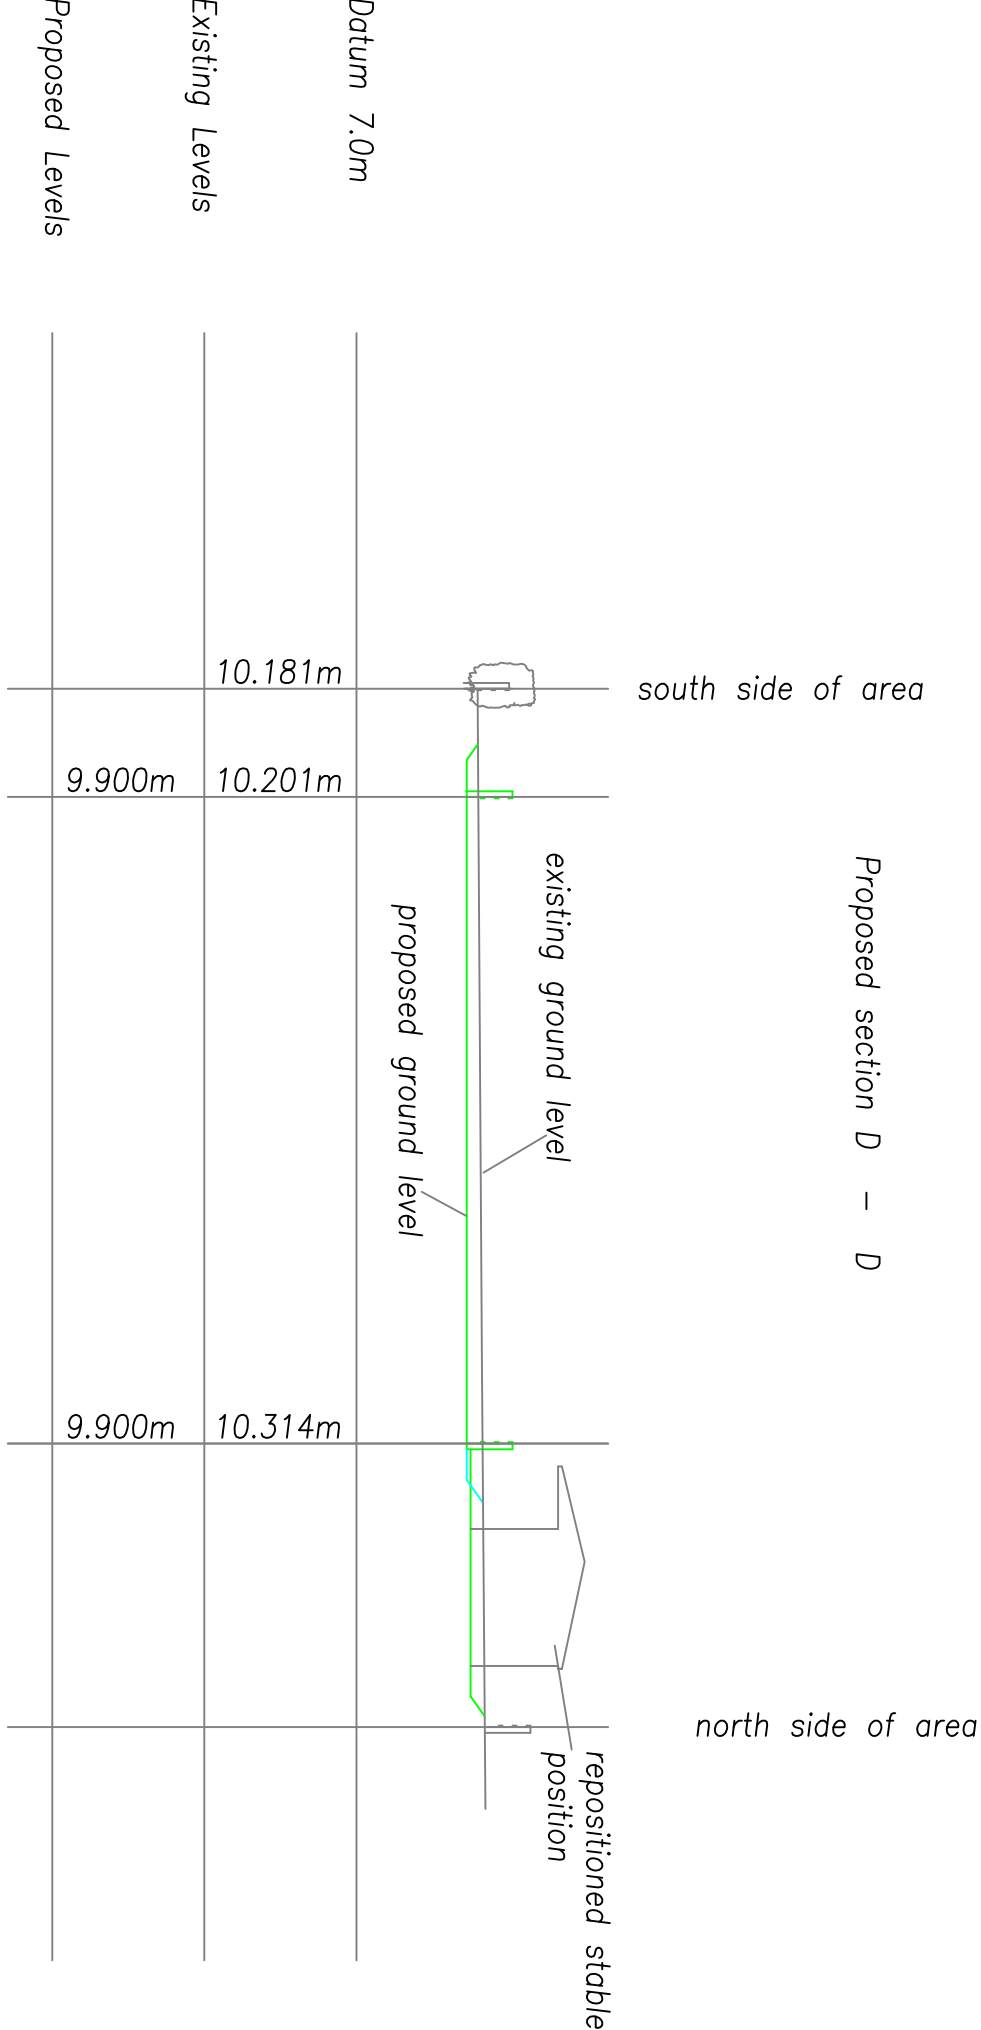 Proposed section D - D
south side of area
north side of area
repositioned stable
position
existing ground level
proposed ground level
Datum 7.0m
Existing Levels
10.181m
10.201m
10.314m
Proposed Levels
9.900m
9.900m